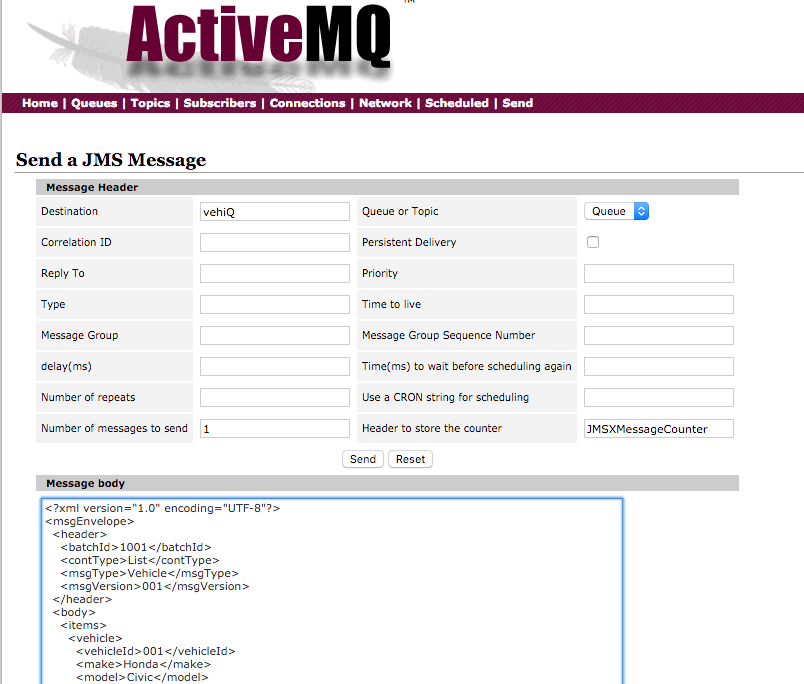 ActiveMQ
Home | Queues | Topics | Subscribers | Connections | Network | Scheduled | Send
Send a JMS Message
Message Header
Destination vehiQ Queue or Topic Queue
Correlation ID Persistent Delivery
Reply To Priority
Type Time to live
Message Group Message Group Sequence Number
delay(ms) Time(ms) to wait before scheduling again
Number of repeats Use a CRON string for scheduling
Number of messages to send 1 Header to store the counter JMSXMessageCounter
Send Reset
Message body
<?xml version="1.0" encoding="UTF-8"?>
<msgEnvelope>
<header>
<batchId>1001</batchId>
<contType>List</contType>
<msgType>Vehicle</msgType>
<msgVersion>001</msgVersion>
</header>
<body>
<items>
<vehicle>
<vehicleId>001</vehicleId>
<make>Honda</make>
<model>Civic</model>